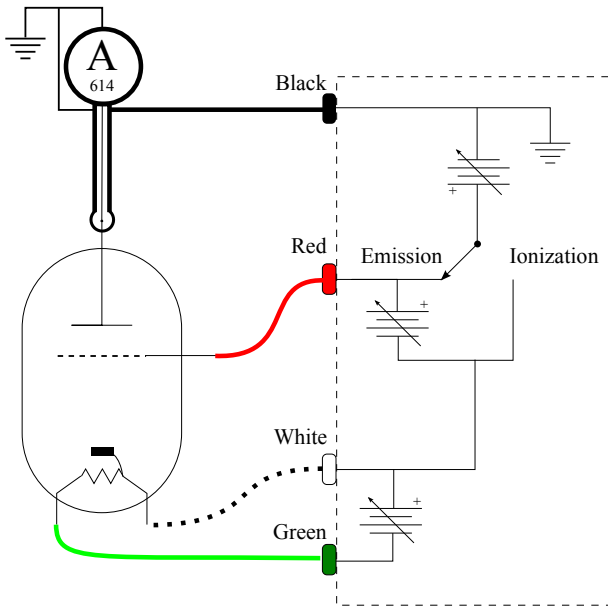 A
614
Black
+
Red
Emission
Ionization
+
White
+
Green